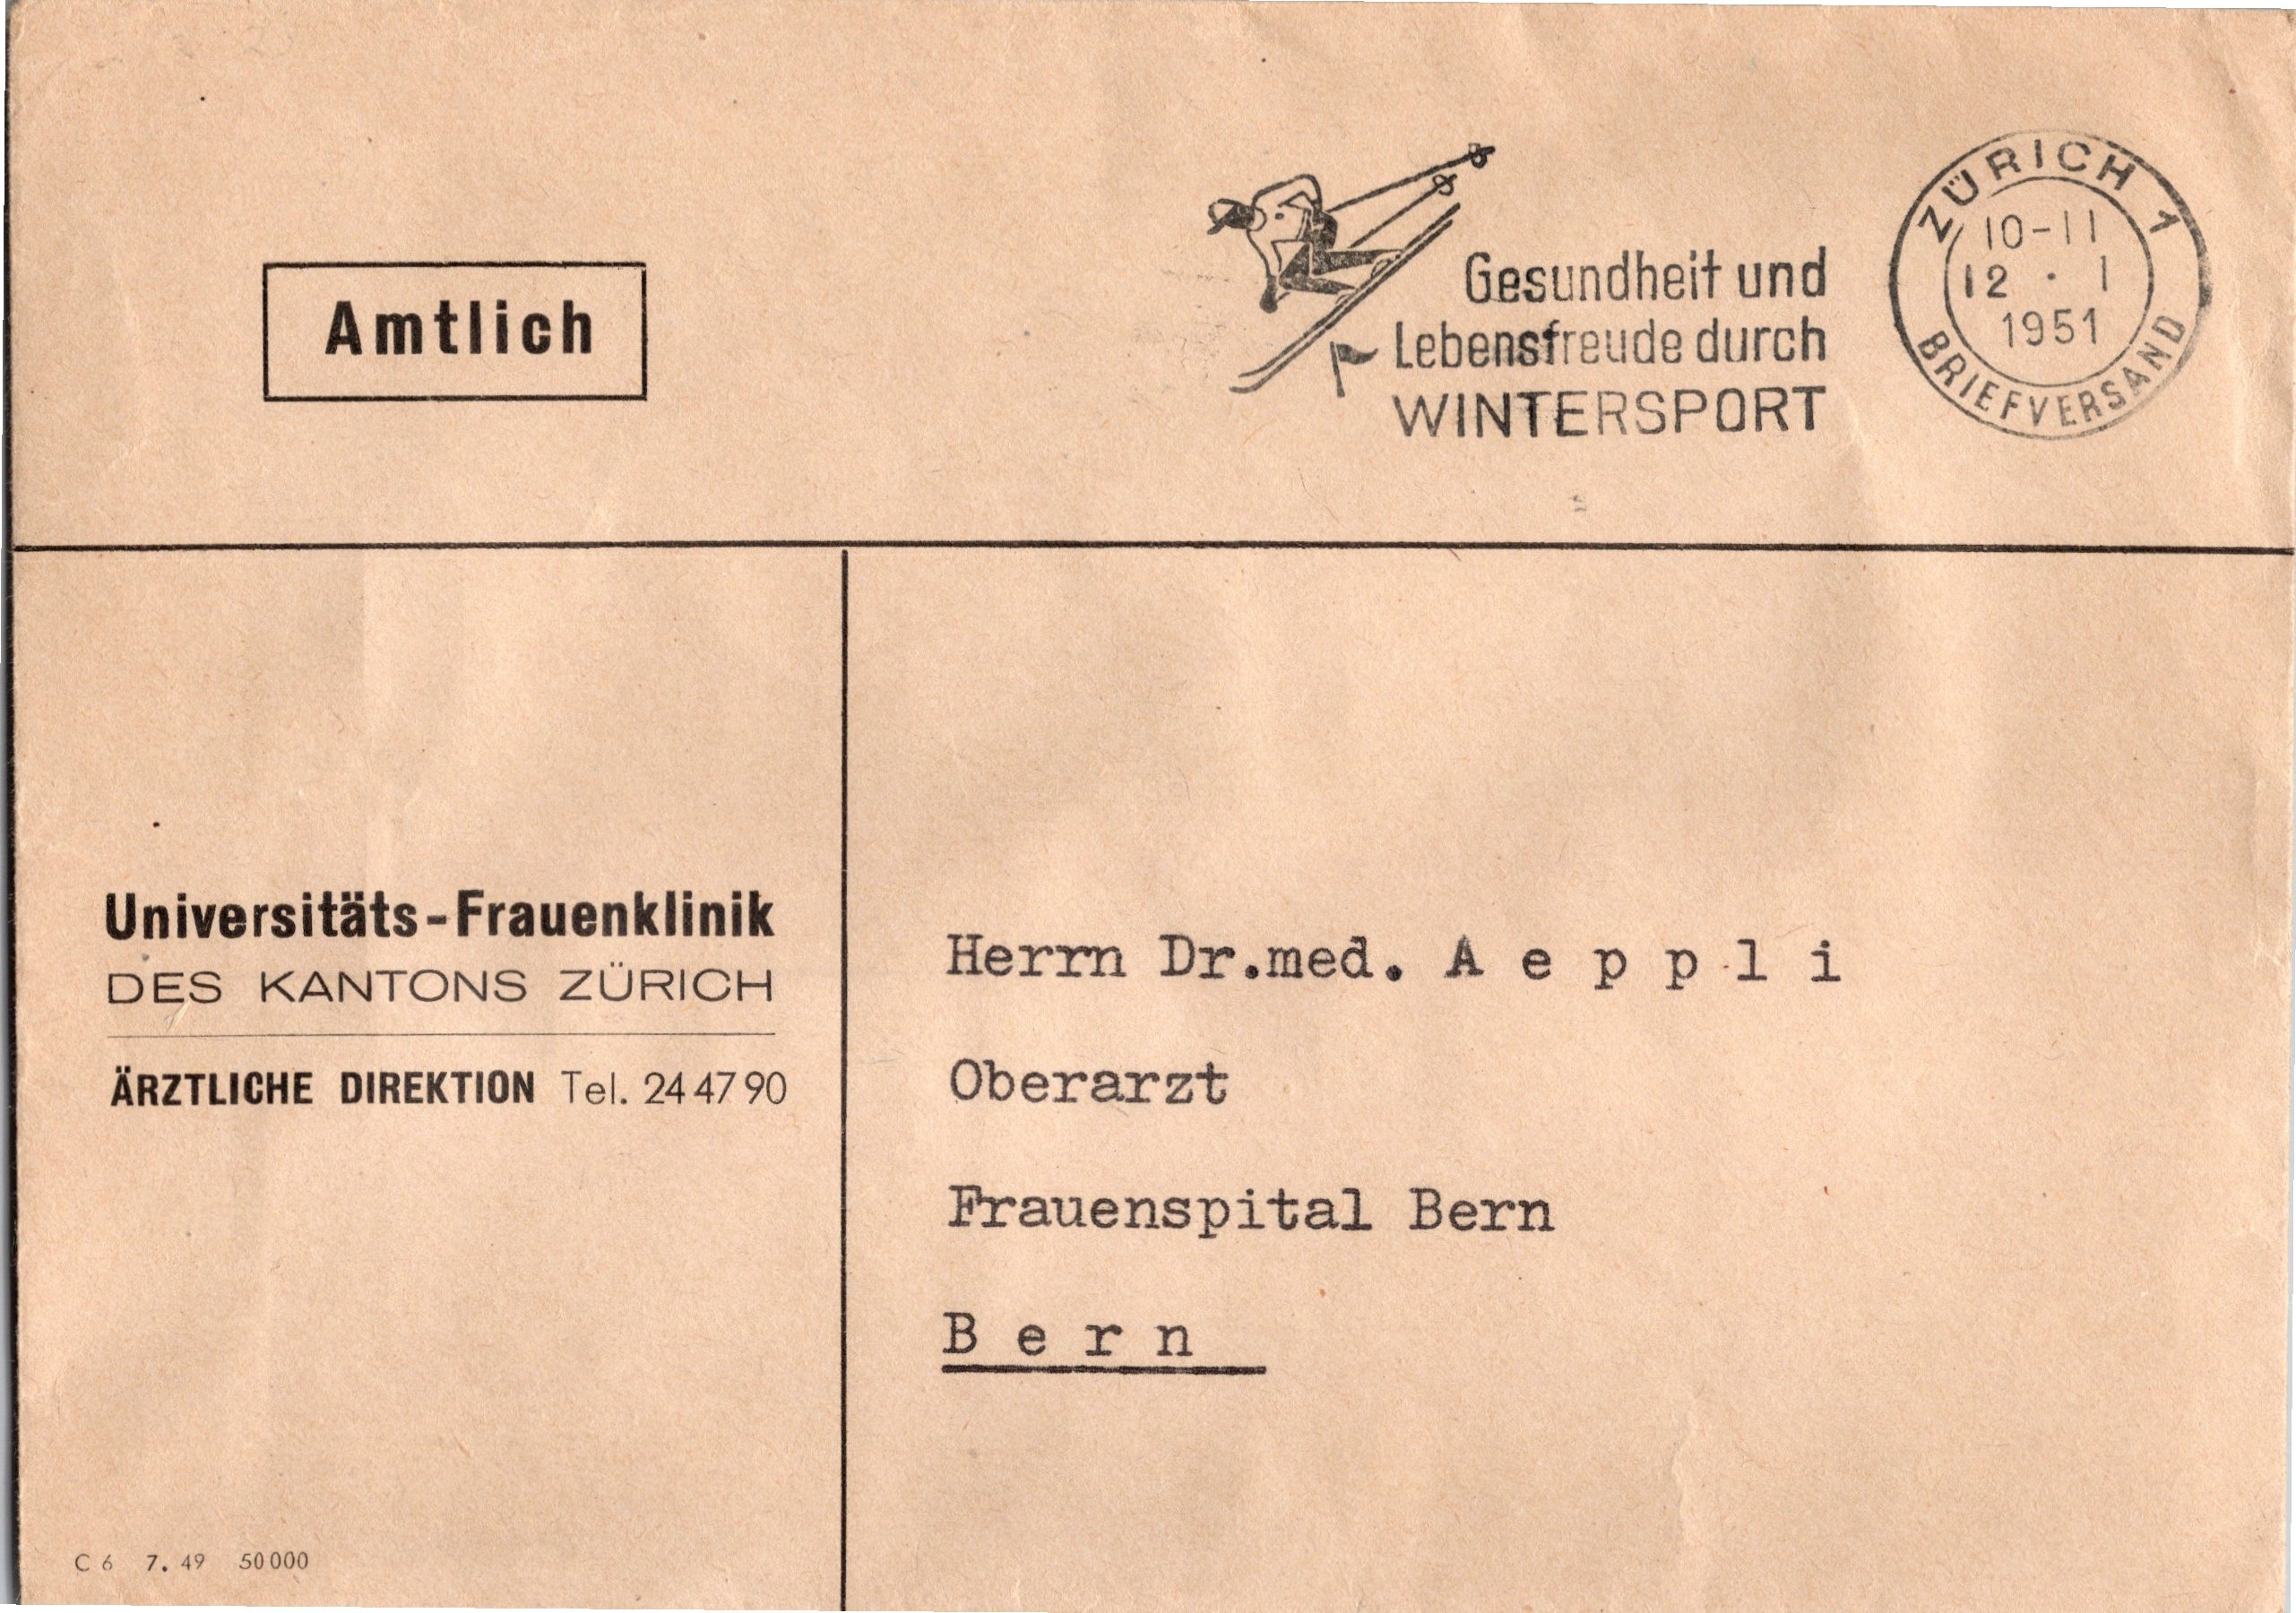 Amtlich
Gesundheit und
Lebensfreude durch
WINTERSPORT
ZÜRICH 1
10-11
12 · 1
1951
BRIEFVERSAND
Universitäts-Frauenklinik
DES KANTONS ZÜRICH
ÄRZTLICHE DIREKTION Tel. 24 47 90
Herrn Dr.med. A e p p l i
Oberarzt
Frauenspital Bern
B e r n
C 6 7. 49 50 000